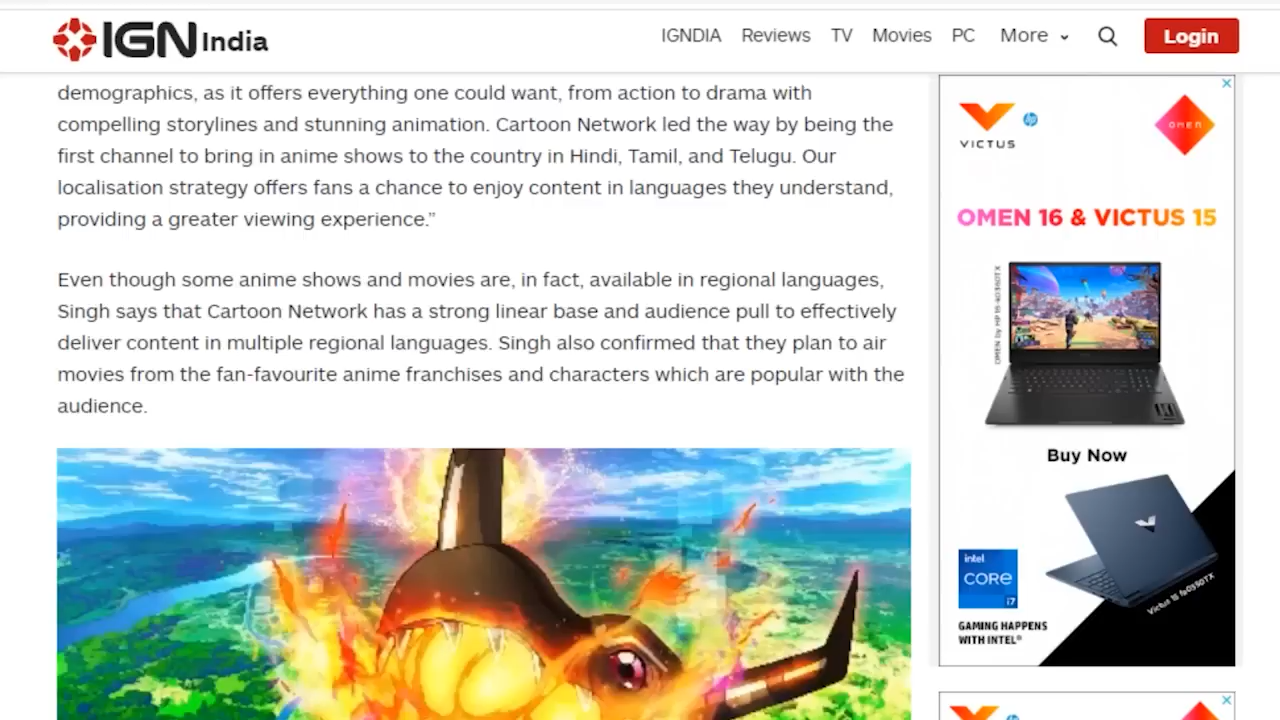 IGN India
IGNDIA Reviews TV Movies PC More
Login
demographics, as it offers everything one could want, from action to drama with
compelling storylines and stunning animation. Cartoon Network led the way by being the
first channel to bring in anime shows to the country in Hindi, Tamil, and Telugu. Our
localisation strategy offers fans a chance to enjoy content in languages they understand,
providing a greater viewing experience.”
Even though some anime shows and movies are, in fact, available in regional languages,
Singh says that Cartoon Network has a strong linear base and audience pull to effectively
deliver content in multiple regional languages. Singh also confirmed that they plan to air
movies from the fan-favourite anime franchises and characters which are popular with the
audience.
VICTUS
hp
OMEN
OMEN 16 & VICTUS 15
Buy Now
intel
CORE
i7
GAMING HAPPENS
WITH INTEL®